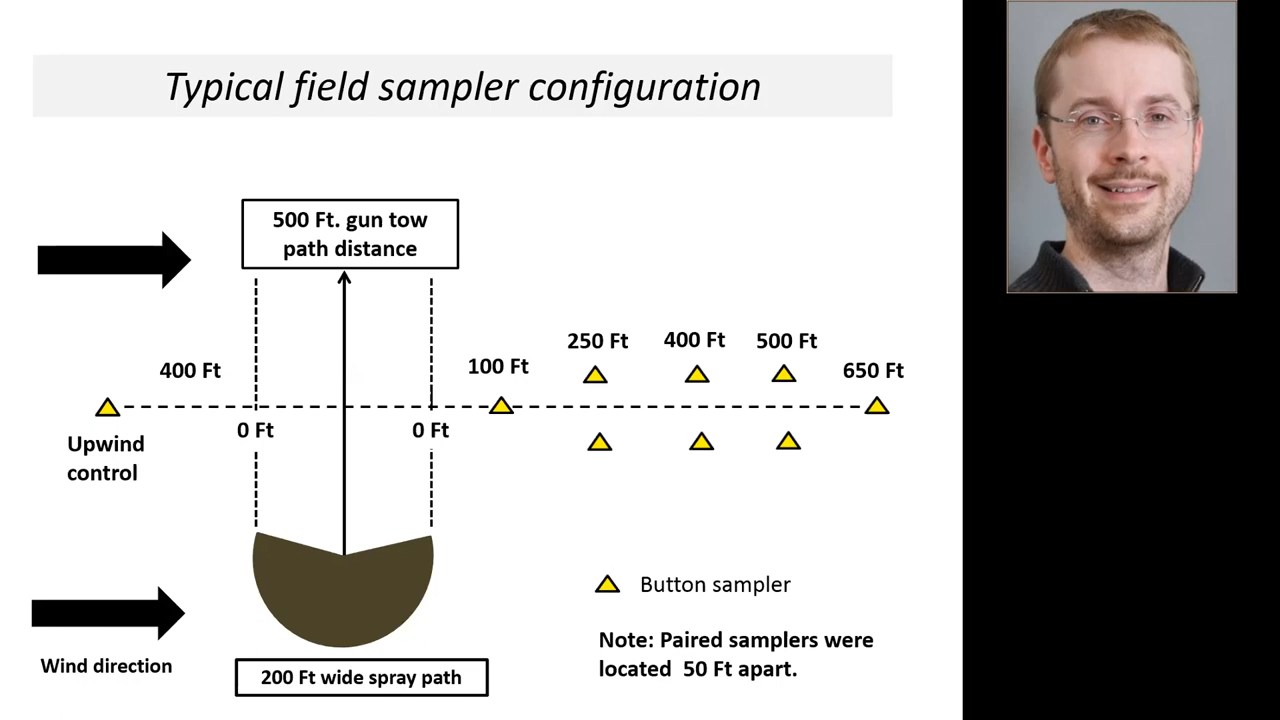 Typical field sampler configuration
500 Ft. gun tow
path distance
250 Ft
400 Ft
500 Ft
400 Ft
100 Ft
650 Ft
0 Ft
0 Ft
Upwind
control
Button sampler
Note: Paired samplers were
located 50 Ft apart.
Wind direction
200 Ft wide spray path